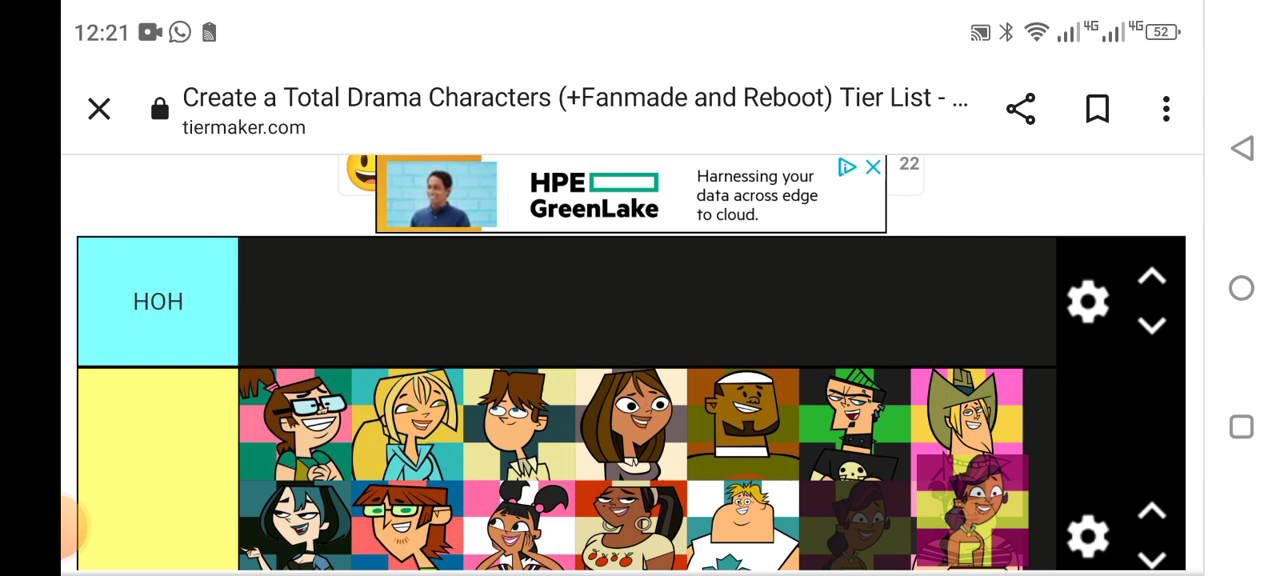 12:21
4G
4G
52
Create a Total Drama Characters (+Fanmade and Reboot) Tier List - ...
tiermaker.com
22
HPE
GreenLake
Harnessing your
data across edge
to cloud.
HOH